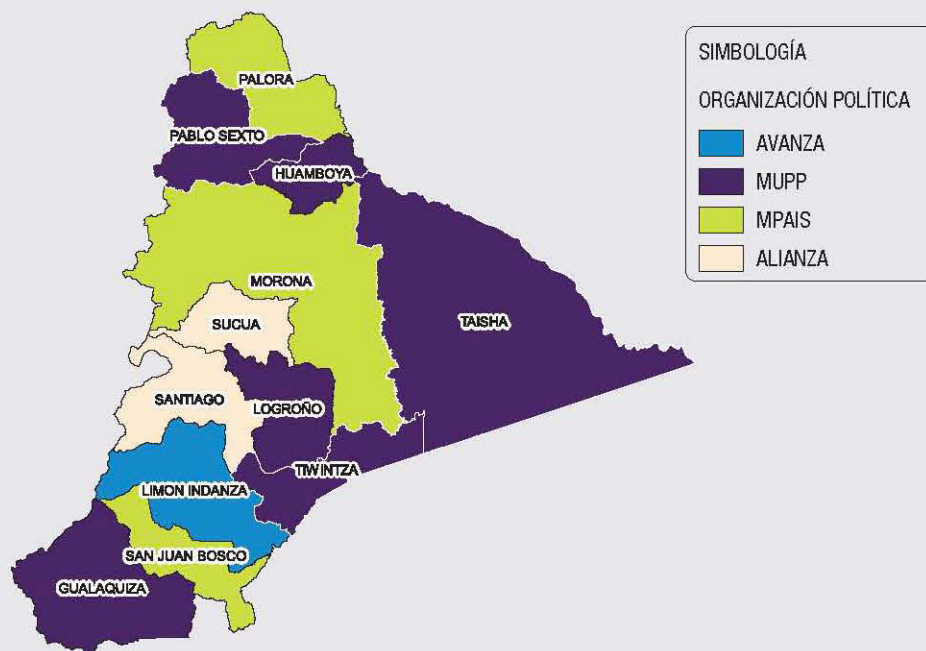 SIMBOLOGÍA
ORGANIZACIÓN POLÍTICA
AVANZA
MUPP
MPAIS
ALIANZA
PALORA
PABLO SEXTO
HUAMBOYA
MORONA
SUCUA
TAISHA
SANTIAGO
LOGROÑO
TIWINTZA
LIMON INDANZA
SAN JUAN BOSCO
GUALAQUIZA